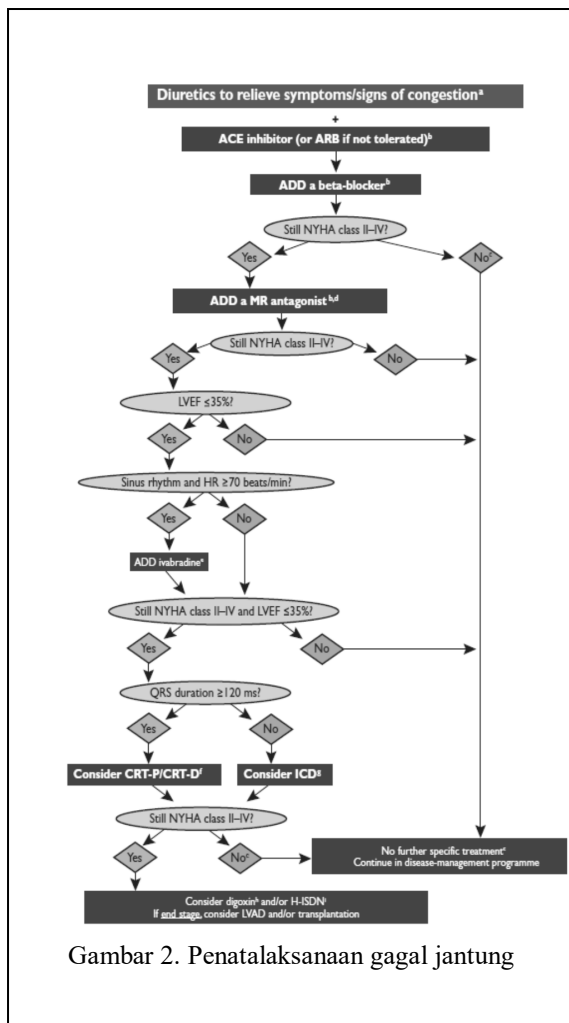 Diuretics to relieve symptoms/signs of congestionᵃ
+
ACE inhibitor (or ARB if not tolerated)ᵇ
ADD a beta-blockerᵇ
Still NYHA class II–IV?
Yes
Noᶜ
ADD a MR antagonistᵇ,ᵈ
Still NYHA class II–IV?
Yes
No
LVEF ≤35%?
Yes
No
Sinus rhythm and HR ≥70 beats/min?
Yes
No
ADD ivabradineᵉ
Still NYHA class II–IV and LVEF ≤35%?
Yes
No
QRS duration ≥120 ms?
Yes
No
Consider CRT-P/CRT-Dᶠ
Consider ICDᵍ
Still NYHA class II–IV?
Yes
Noᶜ
No further specific treatmentᶜ
Continue in disease-management programme
Consider digoxinʰ and/or H-ISDNⁱ
If end stage, consider LVAD and/or transplantation
Gambar 2. Penatalaksanaan gagal jantung